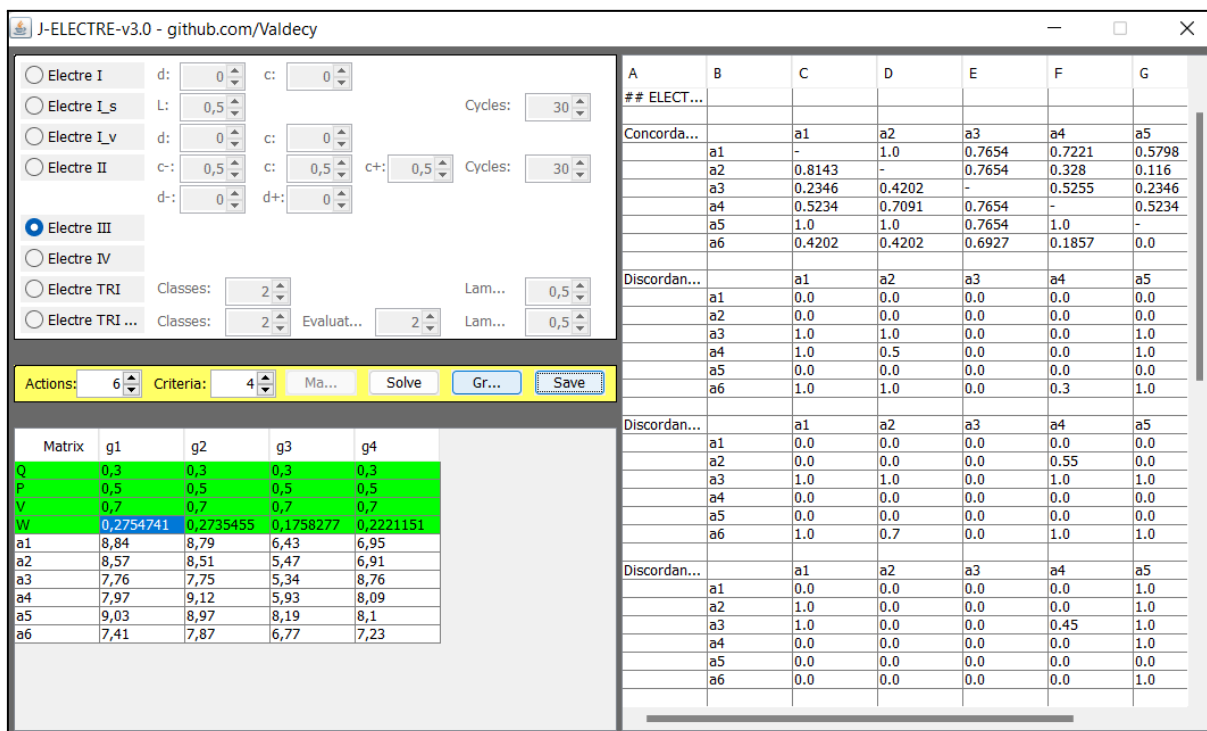 J-ELECTRE-v3.0 - github.com/Valdecy
Electre I d: 0 c: 0
Electre I_s L: 0,5 Cycles: 30
Electre I_v d: 0 c: 0
Electre II c-: 0,5 c: 0,5 c+: 0,5 Cycles: 30
d-: 0 d+: 0
Electre III
Electre IV
Electre TRI Classes: 2 Lam... 0,5
Electre TRI ... Classes: 2 Evaluat... 2 Lam... 0,5
Actions: 6 Criteria: 4 Ma... Solve Gr... Save
Matrix g1 g2 g3 g4
Q 0,3 0,3 0,3 0,3
P 0,5 0,5 0,5 0,5
V 0,7 0,7 0,7 0,7
W 0,2754741 0,2735455 0,1758277 0,2221151
a1 8,84 8,79 6,43 6,95
a2 8,57 8,51 5,47 6,91
a3 7,76 7,75 5,34 8,76
a4 7,97 9,12 5,93 8,09
a5 9,03 8,97 8,19 8,1
a6 7,41 7,87 6,77 7,23
A B C D E F G
## ELECT...
Concorda... a1 a2 a3 a4 a5
a1 - 1.0 0.7654 0.7221 0.5798
a2 0.8143 - 0.7654 0.328 0.116
a3 0.2346 0.4202 - 0.5255 0.2346
a4 0.5234 0.7091 0.7654 - 0.5234
a5 1.0 1.0 0.7654 1.0 -
a6 0.4202 0.4202 0.6927 0.1857 0.0
Discordan... a1 a2 a3 a4 a5
a1 0.0 0.0 0.0 0.0 0.0
a2 0.0 0.0 0.0 0.0 0.0
a3 1.0 1.0 0.0 0.0 1.0
a4 1.0 0.5 0.0 0.0 1.0
a5 0.0 0.0 0.0 0.0 0.0
a6 1.0 1.0 0.0 0.3 1.0
Discordan... a1 a2 a3 a4 a5
a1 0.0 0.0 0.0 0.0 0.0
a2 0.0 0.0 0.0 0.55 0.0
a3 1.0 1.0 0.0 1.0 1.0
a4 0.0 0.0 0.0 0.0 0.0
a5 0.0 0.0 0.0 0.0 0.0
a6 1.0 0.7 0.0 1.0 1.0
Discordan... a1 a2 a3 a4 a5
a1 0.0 0.0 0.0 0.0 1.0
a2 1.0 0.0 0.0 0.0 1.0
a3 1.0 0.0 0.0 0.45 1.0
a4 0.0 0.0 0.0 0.0 1.0
a5 0.0 0.0 0.0 0.0 0.0
a6 0.0 0.0 0.0 0.0 1.0